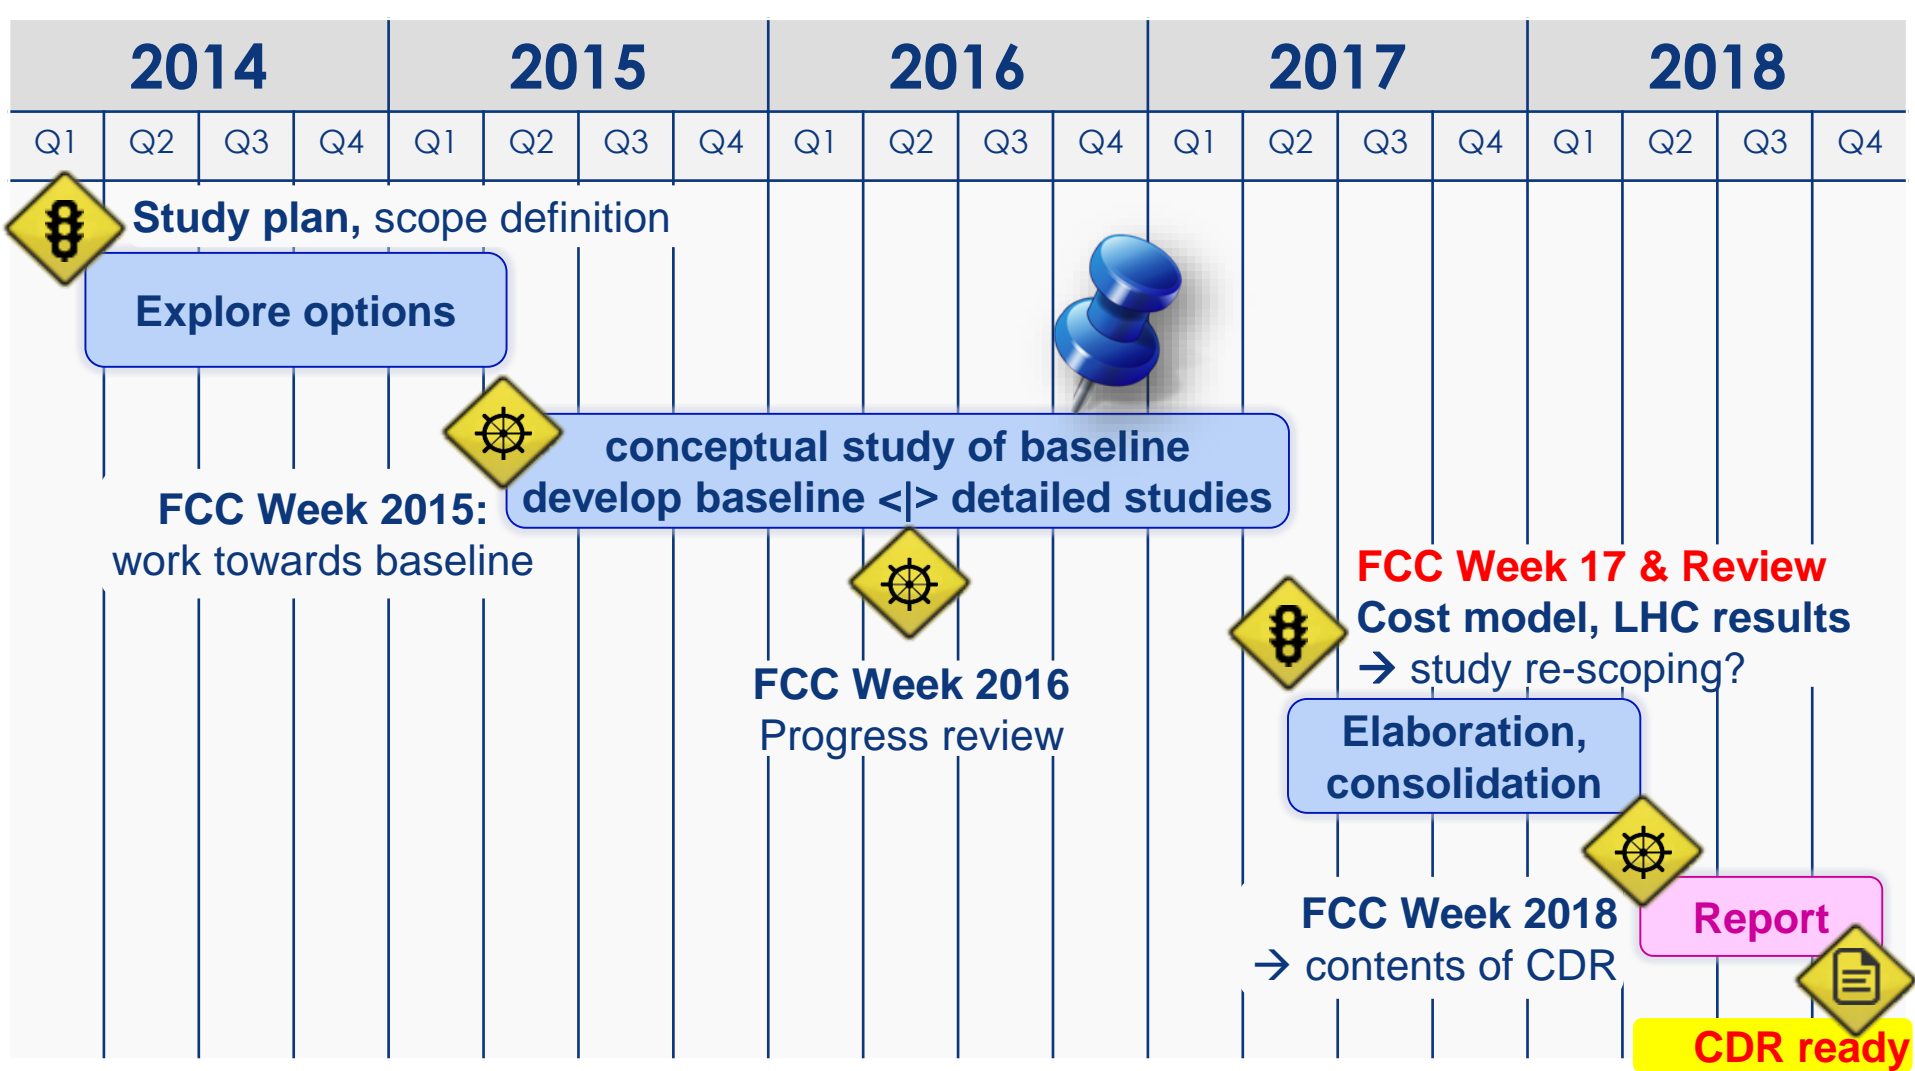 2014 2015 2016 2017 2018
Q1 Q2 Q3 Q4 Q1 Q2 Q3 Q4 Q1 Q2 Q3 Q4 Q1 Q2 Q3 Q4 Q1 Q2 Q3 Q4
Study plan, scope definition
Explore options
conceptual study of baseline
develop baseline <|> detailed studies
FCC Week 2015:
work towards baseline
FCC Week 17 & Review
Cost model, LHC results
→ study re-scoping?
FCC Week 2016
Progress review
Elaboration,
consolidation
FCC Week 2018
→ contents of CDR
Report
CDR ready